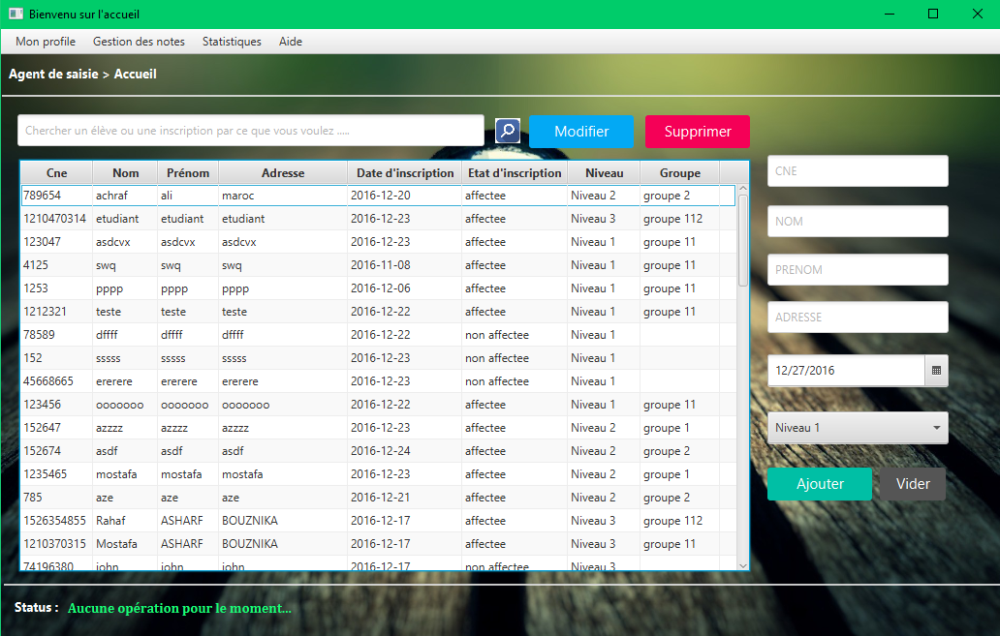 Bienvenu sur l'accueil
Mon profile Gestion des notes Statistiques Aide
Agent de saisie > Accueil
Chercher un élève ou une inscription par ce que vous voulez ..... Modifier Supprimer
Cne Nom Prénom Adresse Date d'inscription Etat d'inscription Niveau Groupe
789654 achraf ali maroc 2016-12-20 affectee Niveau 2 groupe 2
1210470314 etudiant etudiant etudiant 2016-12-23 affectee Niveau 3 groupe 112
123047 asdcvx asdcvx asdcvx 2016-12-23 affectee Niveau 1 groupe 11
4125 swq swq swq 2016-11-08 affectee Niveau 1 groupe 11
1253 pppp pppp pppp 2016-12-06 affectee Niveau 1 groupe 11
1212321 teste teste teste 2016-12-22 affectee Niveau 1 groupe 11
78589 dffff dffff dffff 2016-12-22 non affectee Niveau 1
152 sssss sssss sssss 2016-12-23 non affectee Niveau 1
45668665 ererere ererere ererere 2016-12-23 non affectee Niveau 1
123456 ooooooo ooooooo ooooooo 2016-12-22 affectee Niveau 1 groupe 11
152647 azzzz azzzz azzzz 2016-12-23 affectee Niveau 2 groupe 1
152674 asdf asdf asdf 2016-12-24 affectee Niveau 2 groupe 2
1235465 mostafa mostafa mostafa 2016-12-23 affectee Niveau 2 groupe 1
785 aze aze aze 2016-12-21 affectee Niveau 2 groupe 2
1526354855 Rahaf ASHARF BOUZNIKA 2016-12-17 affectee Niveau 3 groupe 112
1210370315 Mostafa ASHARF BOUZNIKA 2016-12-17 affectee Niveau 3 groupe 11
74196380 john john john 2016-12-17 non affectee Niveau 3
CNE
NOM
PRENOM
ADRESSE
12/27/2016
Niveau 1
Ajouter Vider
Status : Aucune opération pour le moment...